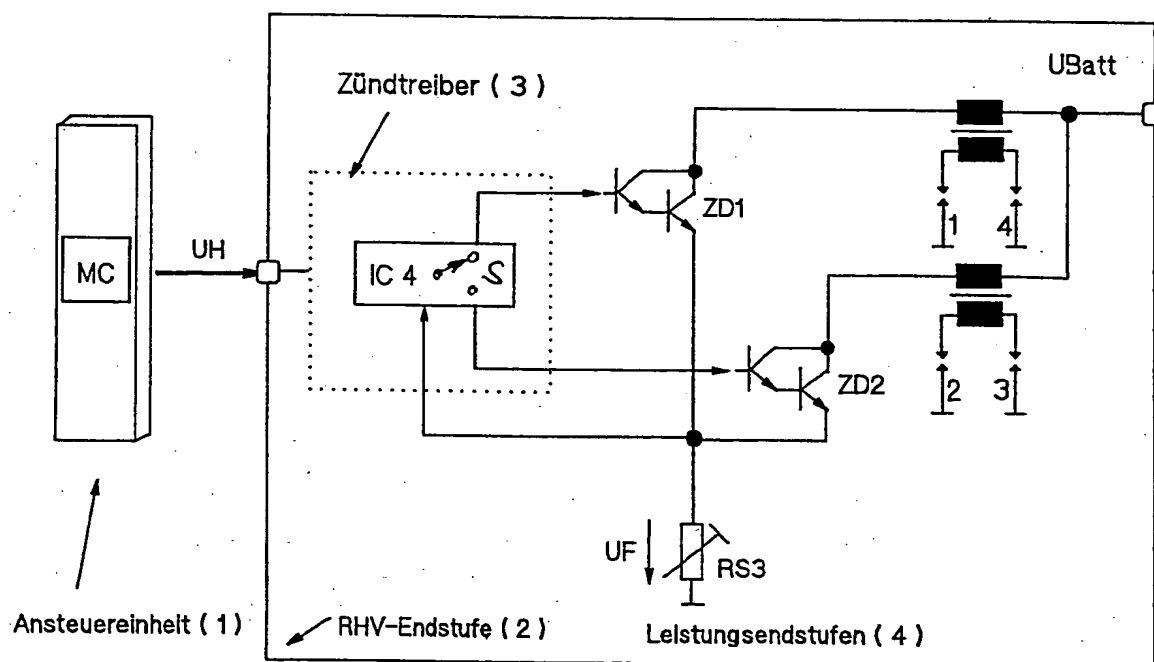 UBatt
Zündtreiber ( 3 )
ZD1
UH
MC
IC 4
S
1 4
ZD2
2 3
UF
RS3
Ansteuereinheit ( 1 )
RHV-Endstufe ( 2 )
Leistungsendstufen ( 4 )